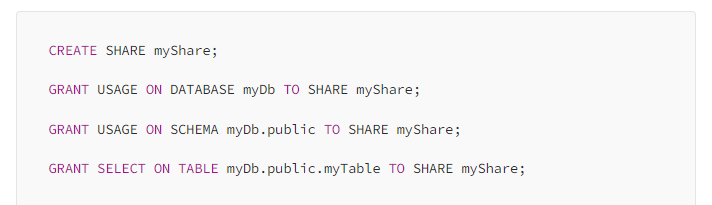 CREATE SHARE myShare;
GRANT USAGE ON DATABASE myDb TO SHARE myShare;
GRANT USAGE ON SCHEMA myDb.public TO SHARE myShare;
GRANT SELECT ON TABLE myDb.public.myTable TO SHARE myShare;